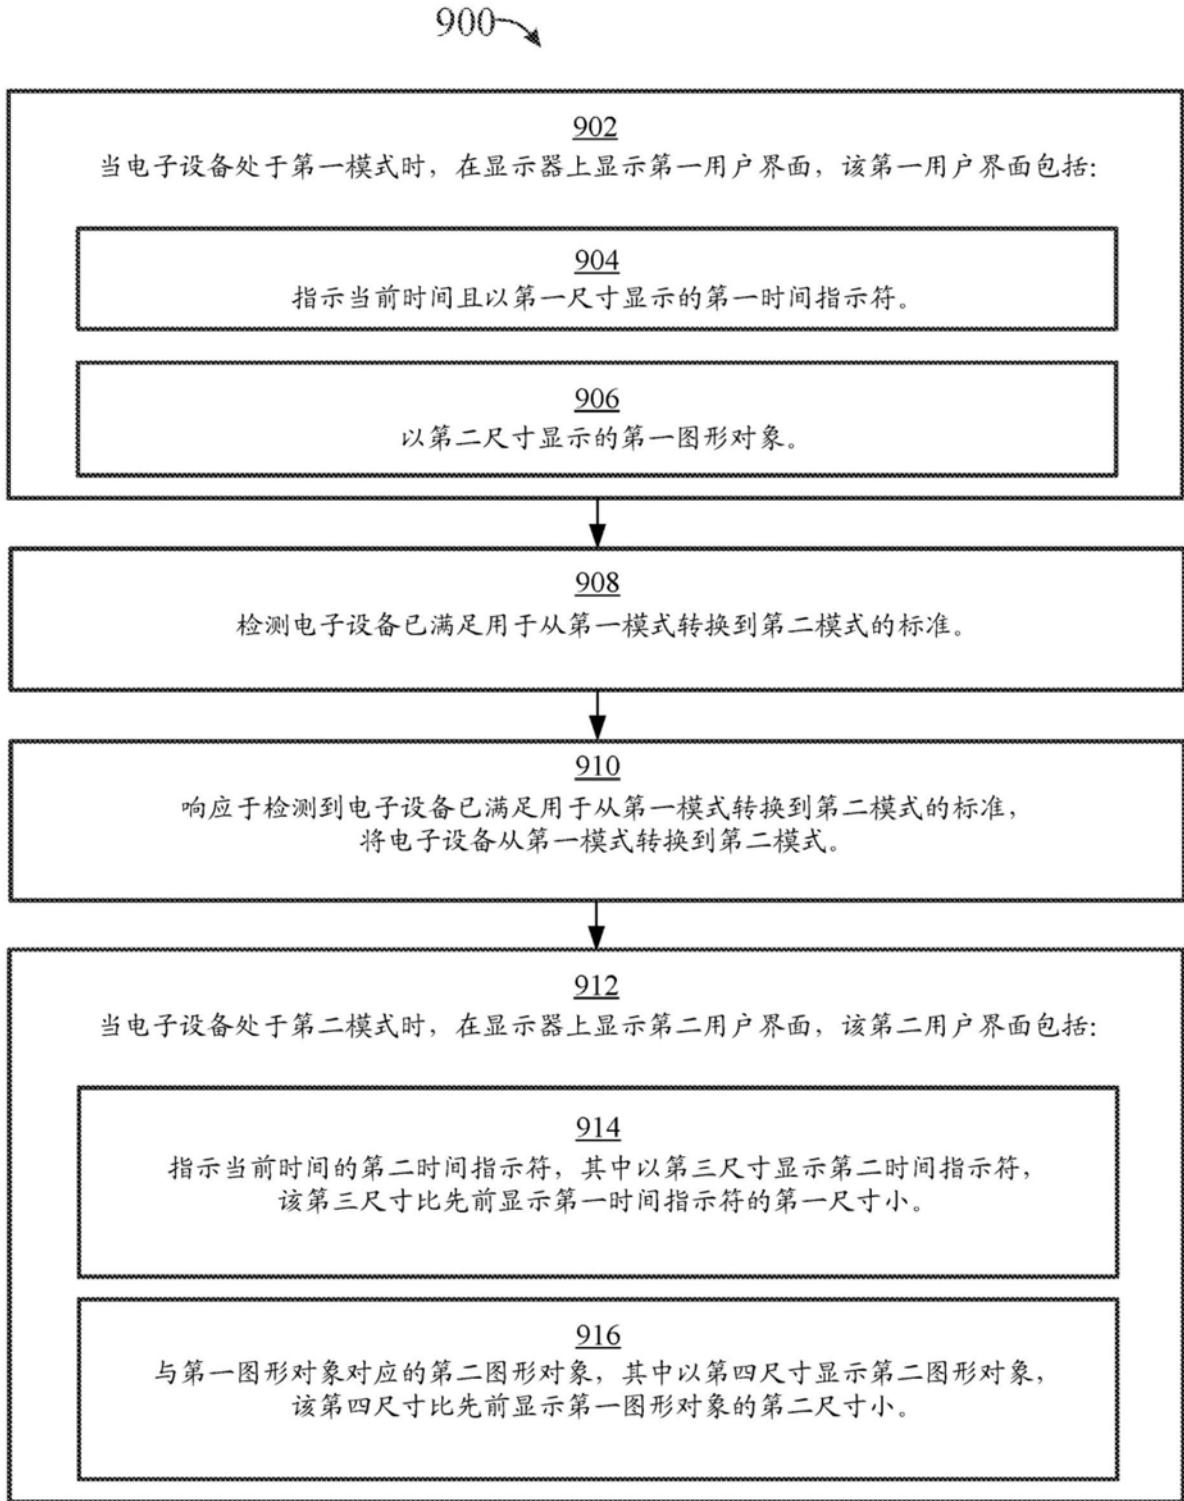 900
902
当电子设备处于第一模式时，在显示器上显示第一用户界面，该第一用户界面包括：
904
指示当前时间且以第一尺寸显示的第一时间指示符。
906
以第二尺寸显示的第一图形对象。
908
检测电子设备已满足用于从第一模式转换到第二模式的标准。
910
响应于检测到电子设备已满足用于从第一模式转换到第二模式的标准，
将电子设备从第一模式转换到第二模式。
912
当电子设备处于第二模式时，在显示器上显示第二用户界面，该第二用户界面包括：
914
指示当前时间的第二时间指示符，其中以第三尺寸显示第二时间指示符，
该第三尺寸比先前显示第一时间指示符的第一尺寸小。
916
与第一图形对象对应的第二图形对象，其中以第四尺寸显示第二图形对象，
该第四尺寸比先前显示第一图形对象的第二尺寸小。